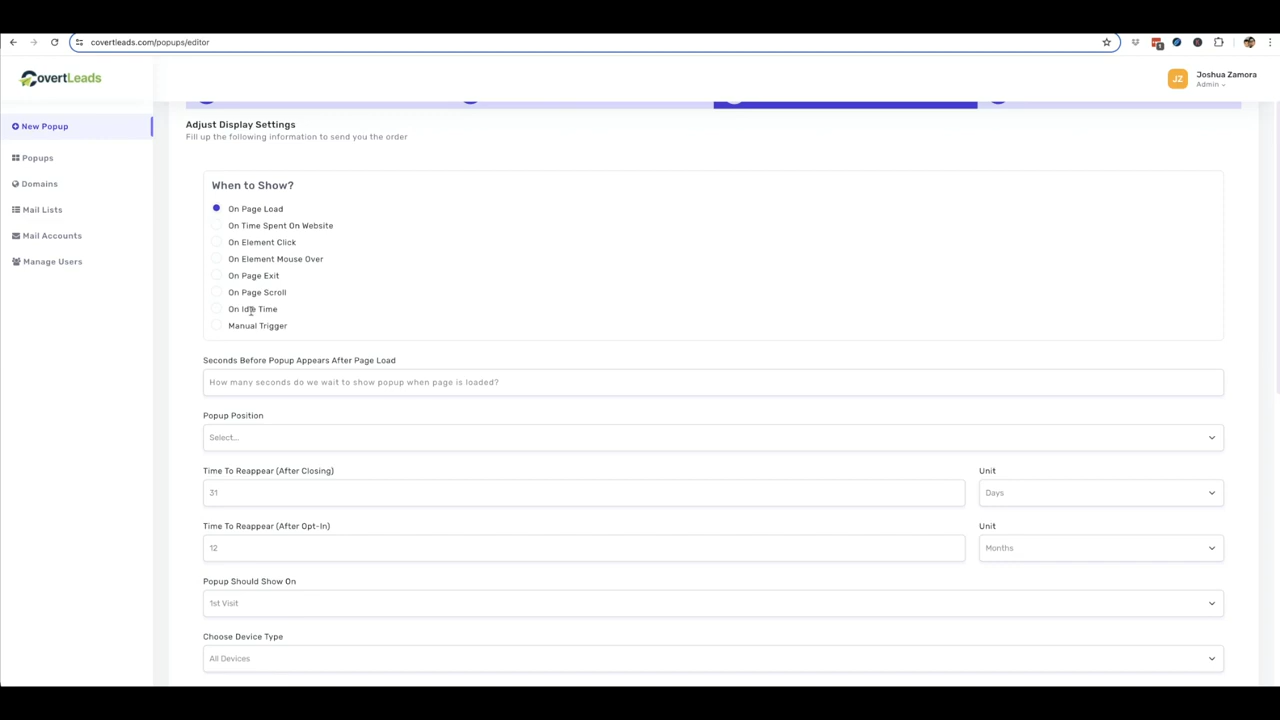 covertleads.com/popups/editor
1
CovertLeads
JZ
Joshua Zamora
Admin
New Popup
Popups
Domains
Mail Lists
Mail Accounts
Manage Users
Adjust Display Settings
Fill up the following information to send you the order
When to Show?
On Page Load
On Time Spent On Website
On Element Click
On Element Mouse Over
On Page Exit
On Page Scroll
On Idle Time
Manual Trigger
Seconds Before Popup Appears After Page Load
How many seconds do we wait to show popup when page is loaded?
Popup Position
Select...
Time To Reappear (After Closing)
Unit
31
Days
Time To Reappear (After Opt-In)
Unit
12
Months
Popup Should Show On
1st Visit
Choose Device Type
All Devices